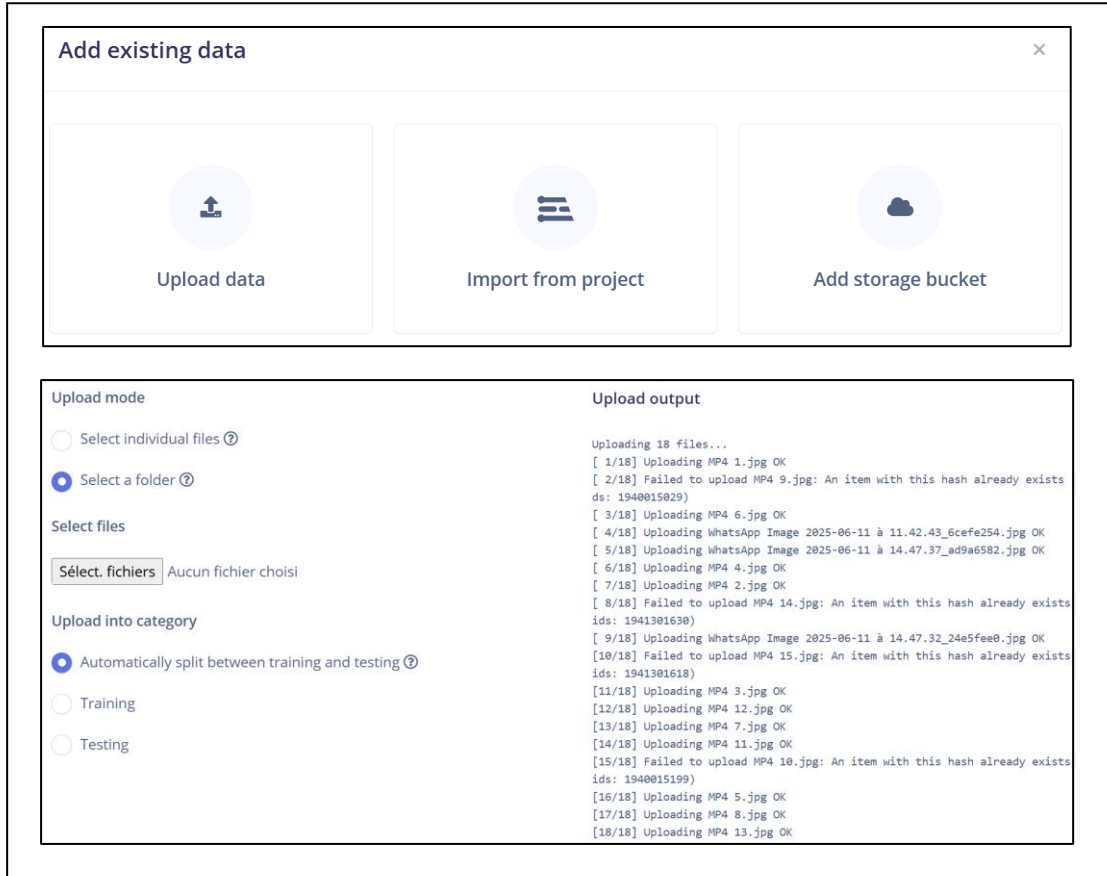 Add existing data ×
Upload data Import from project Add storage bucket
Upload mode
Select individual files ?
Select a folder ?
Select files
Sélect. fichiers Aucun fichier choisi
Upload into category
Automatically split between training and testing ?
Training
Testing
Upload output
Uploading 18 files...
[ 1/18] Uploading MP4 1.jpg OK
[ 2/18] Failed to upload MP4 9.jpg: An item with this hash already exists
ds: 1940015029)
[ 3/18] Uploading MP4 6.jpg OK
[ 4/18] Uploading WhatsApp Image 2025-06-11 à 11.42.43_6cefe254.jpg OK
[ 5/18] Uploading WhatsApp Image 2025-06-11 à 14.47.37_ad9a6582.jpg OK
[ 6/18] Uploading MP4 4.jpg OK
[ 7/18] Uploading MP4 2.jpg OK
[ 8/18] Failed to upload MP4 14.jpg: An item with this hash already exists
ids: 1941301630)
[ 9/18] Uploading WhatsApp Image 2025-06-11 à 14.47.32_24e5fee0.jpg OK
[10/18] Failed to upload MP4 15.jpg: An item with this hash already exists
ids: 1941301618)
[11/18] Uploading MP4 3.jpg OK
[12/18] Uploading MP4 12.jpg OK
[13/18] Uploading MP4 7.jpg OK
[14/18] Uploading MP4 11.jpg OK
[15/18] Failed to upload MP4 10.jpg: An item with this hash already exists
ids: 1940015199)
[16/18] Uploading MP4 5.jpg OK
[17/18] Uploading MP4 8.jpg OK
[18/18] Uploading MP4 13.jpg OK